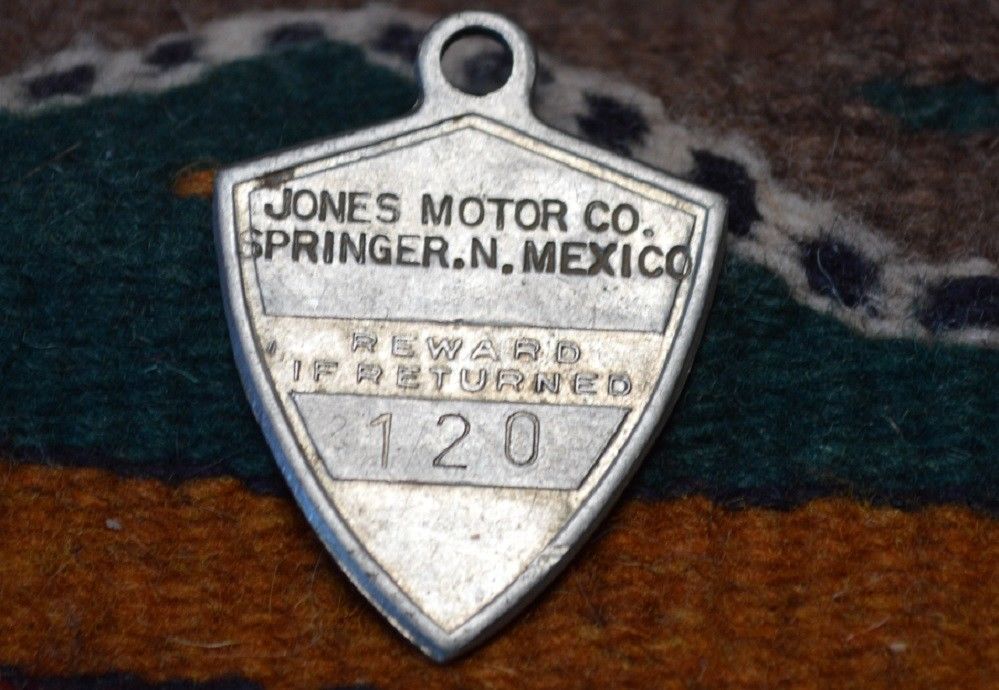 JONES MOTOR CO.
SPRINGER. N. MEXICO
REWARD
IF RETURNED
120